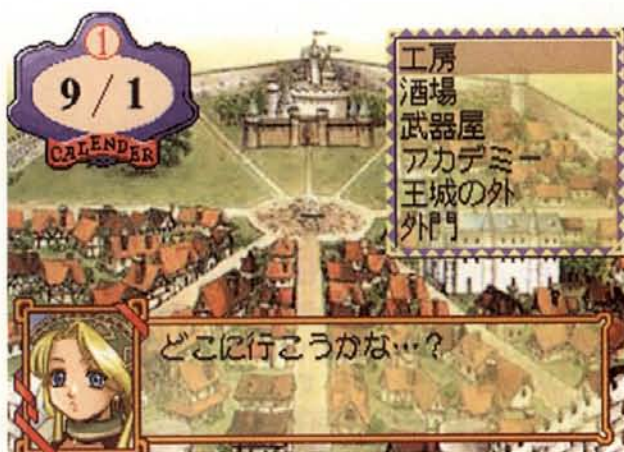 1
9/1
CALENDER
工房
酒場
武器屋
アカデミー
王城の外
外門
どこに行こうかな…？